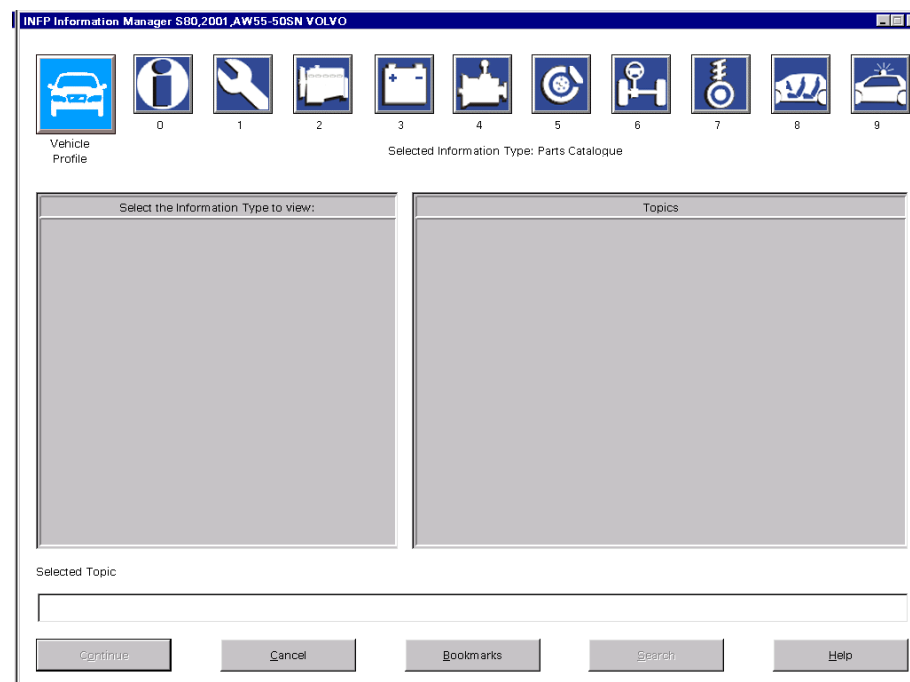 INFP Information Manager S80,2001,AW55-50SN VOLVO
0 1 2 3 4 5 6 7 8 9
Vehicle
Profile
Selected Information Type: Parts Catalogue
Select the Information Type to view:
Topics
Selected Topic
Continue Cancel Bookmarks Search Help